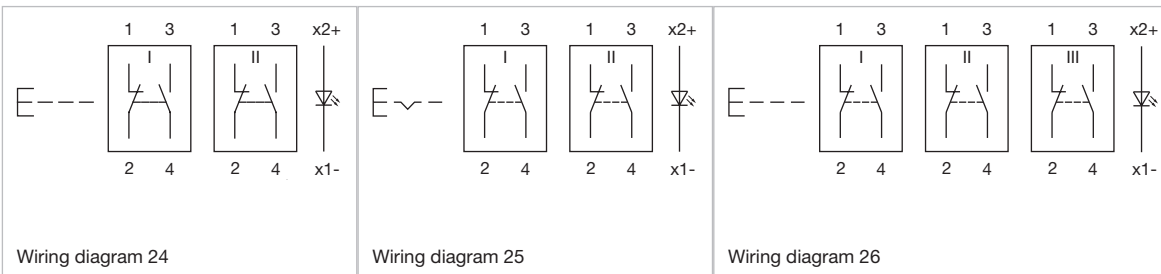 1 3 1 3 x2+
I II
2 4 2 4 x1-
Wiring diagram 24
1 3 1 3 x2+
I II
2 4 2 4 x1-
Wiring diagram 25
1 3 1 3 1 3 x2+
I II III
2 4 2 4 2 4 x1-
Wiring diagram 26